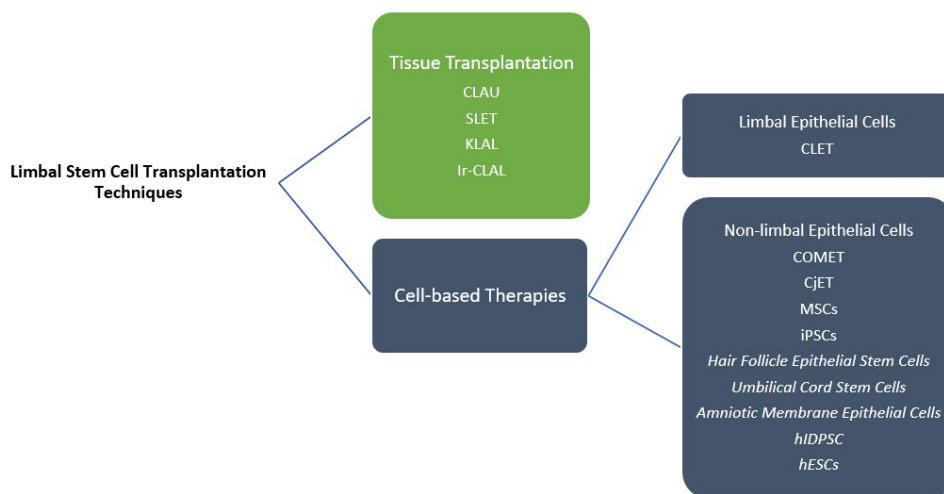 Limbal Stem Cell Transplantation
Techniques
Tissue Transplantation
CLAU
SLET
KLAL
lr-CLAL
Cell-based Therapies
Limbal Epithelial Cells
CLET
Non-limbal Epithelial Cells
COMET
CjET
MSCs
iPSCs
Hair Follicle Epithelial Stem Cells
Umbilical Cord Stem Cells
Amniotic Membrane Epithelial Cells
hIDPSC
hESCs